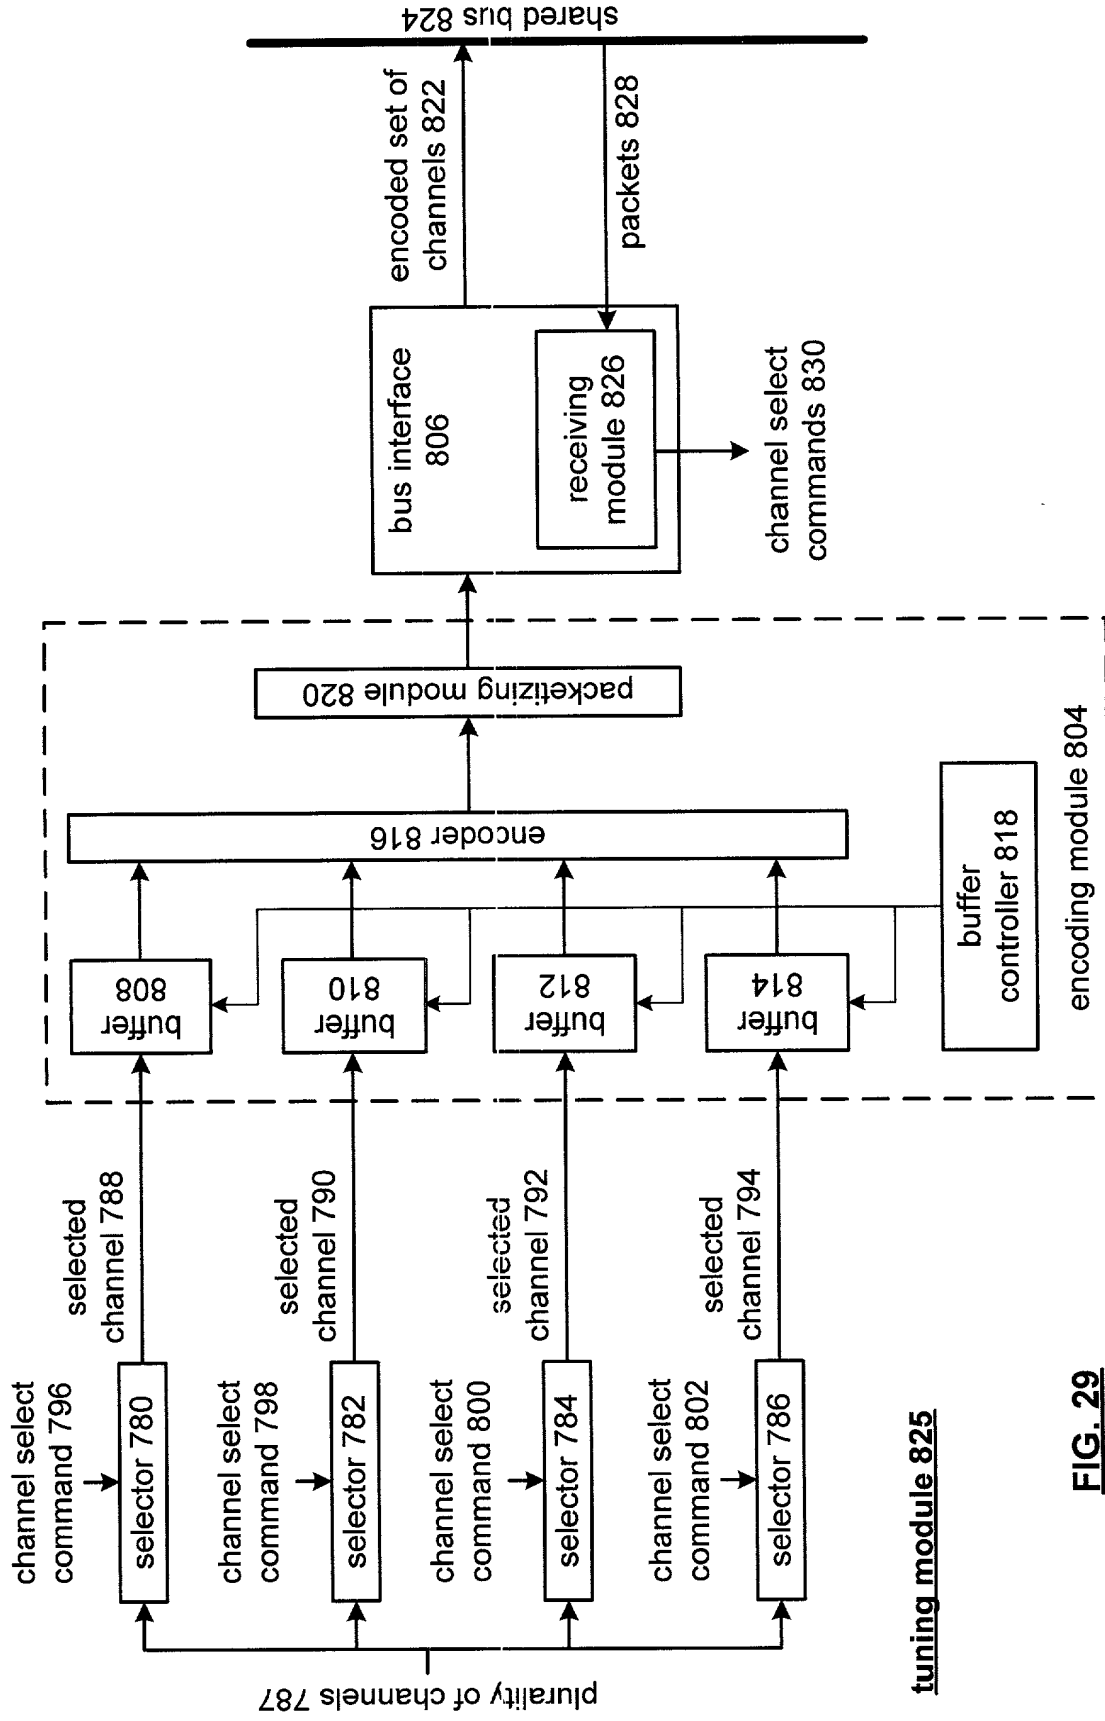 plurality of channels 787
channel select
command 796
selector 780
selected
channel 788
channel select
command 798
selector 782
selected
channel 790
channel select
command 800
selector 784
selected
channel 792
channel select
command 802
selector 786
selected
channel 794
buffer
808
buffer
810
buffer
812
buffer
814
buffer
controller 818
encoder 816
packetizing module 820
encoding module 804
bus interface
806
receiving
module 826
channel select
commands 830
encoded set of
channels 822
packets 828
shared bus 824
tuning module 825
FIG. 29